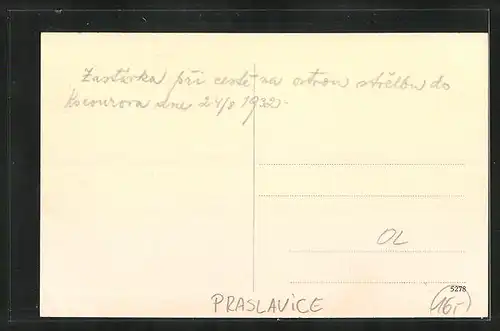 Zastávka při cestě na ostrou střelbu do
Kocourova dne 24/8 1932.
OL
5278
PRASLAVICE
16,-